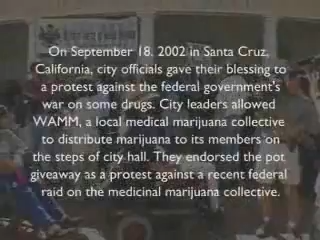 On September 18, 2002 in Santa Cruz,
California, city officials gave their blessing to
a protest against the federal government's
war on some drugs. City leaders allowed
WAMM, a local medical marijuana collective
to distribute marijuana to its members on
the steps of city hall. They endorsed the pot
giveaway as a protest against a recent federal
raid on the medicinal marijuana collective.